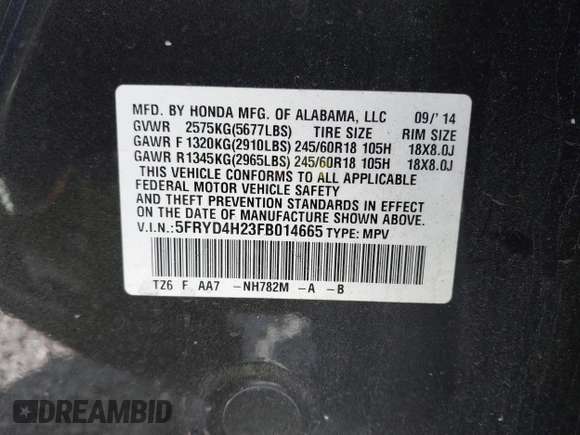 MFD. BY HONDA MFG. OF ALABAMA, LLC 09/' 14
GVWR 2575KG(5677LBS) TIRE SIZE RIM SIZE
GAWR F 1320KG(2910LBS) 245/60R18 105H 18X8.0J
GAWR R1345KG(2965LBS) 245/60R18 105H 18X8.0J
THIS VEHICLE CONFORMS TO ALL APPLICABLE
FEDERAL MOTOR VEHICLE SAFETY
AND THEFT PREVENTION STANDARDS IN EFFECT
ON THE DATE OF MANUFACTURE SHOWN ABOVE.
V.I.N.: 5FRYD4H23FB014665 TYPE: MPV
TZ6 F AA7 -NH782M -A -B
DREAMBID